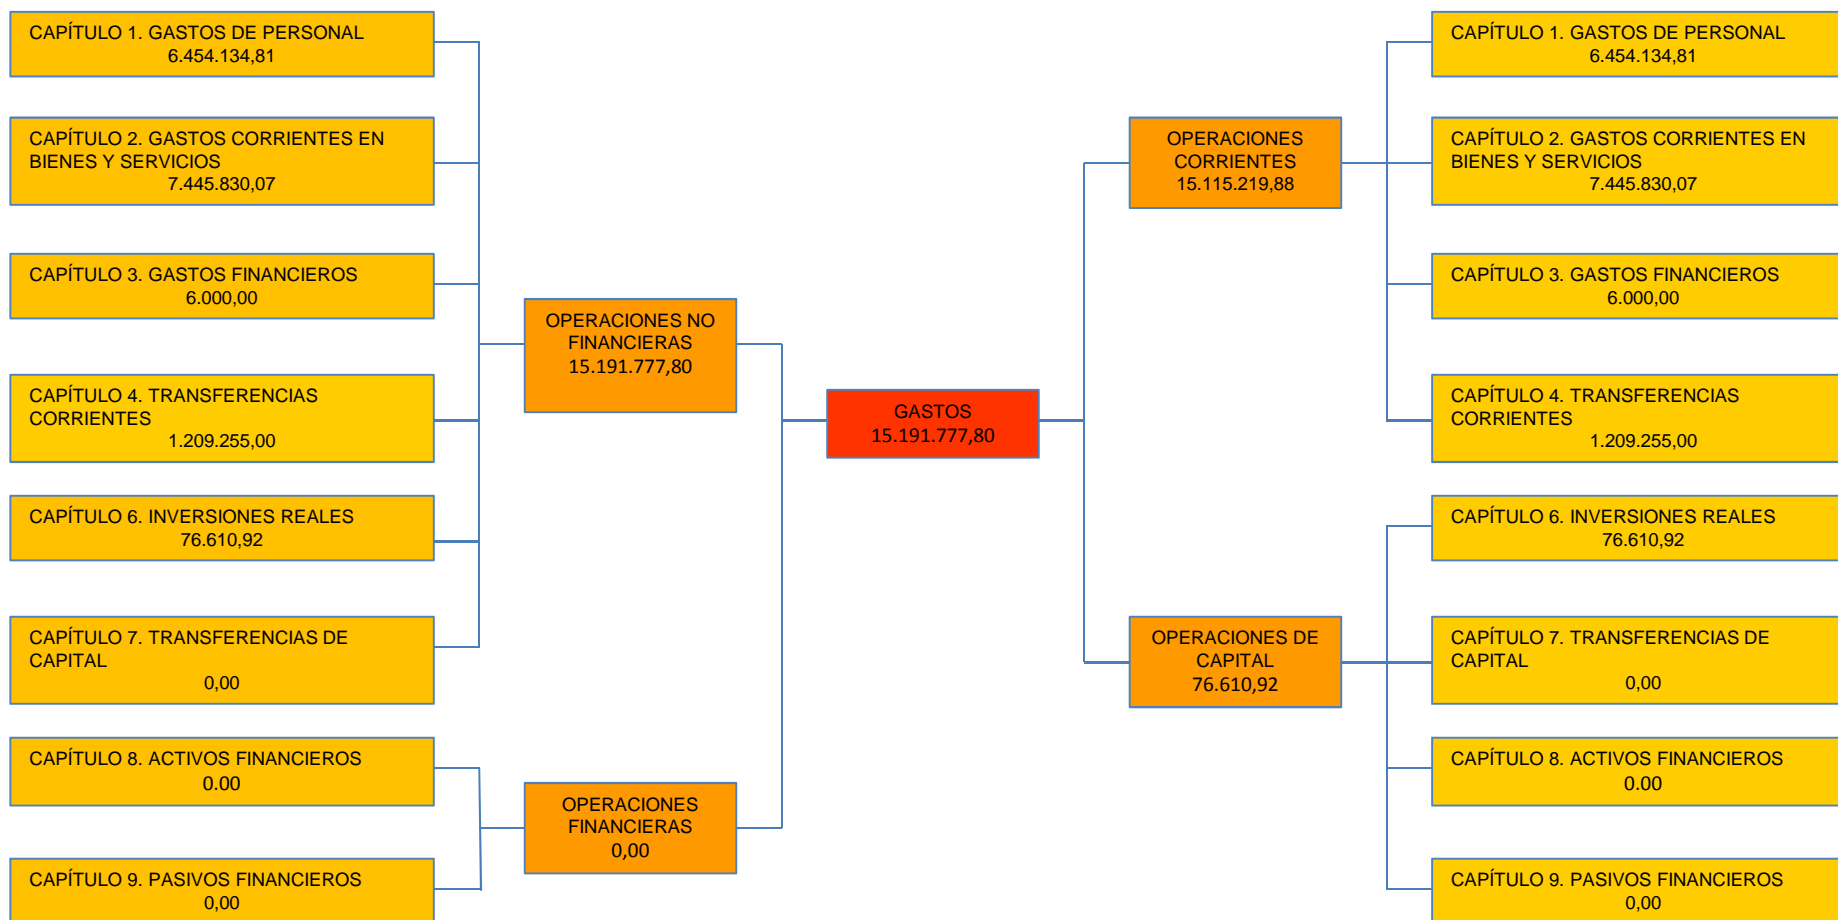 CAPÍTULO 1. GASTOS DE PERSONAL
6.454.134,81
CAPÍTULO 2. GASTOS CORRIENTES EN
BIENES Y SERVICIOS
7.445.830,07
CAPÍTULO 3. GASTOS FINANCIEROS
6.000,00
CAPÍTULO 4. TRANSFERENCIAS
CORRIENTES
1.209.255,00
CAPÍTULO 6. INVERSIONES REALES
76.610,92
CAPÍTULO 7. TRANSFERENCIAS DE
CAPITAL
0,00
CAPÍTULO 8. ACTIVOS FINANCIEROS
0.00
CAPÍTULO 9. PASIVOS FINANCIEROS
0,00
OPERACIONES NO
FINANCIERAS
15.191.777,80
OPERACIONES
FINANCIERAS
0,00
GASTOS
15.191.777,80
OPERACIONES
CORRIENTES
15.115.219,88
OPERACIONES DE
CAPITAL
76.610,92
CAPÍTULO 1. GASTOS DE PERSONAL
6.454.134,81
CAPÍTULO 2. GASTOS CORRIENTES EN
BIENES Y SERVICIOS
7.445.830,07
CAPÍTULO 3. GASTOS FINANCIEROS
6.000,00
CAPÍTULO 4. TRANSFERENCIAS
CORRIENTES
1.209.255,00
CAPÍTULO 6. INVERSIONES REALES
76.610,92
CAPÍTULO 7. TRANSFERENCIAS DE
CAPITAL
0,00
CAPÍTULO 8. ACTIVOS FINANCIEROS
0.00
CAPÍTULO 9. PASIVOS FINANCIEROS
0,00